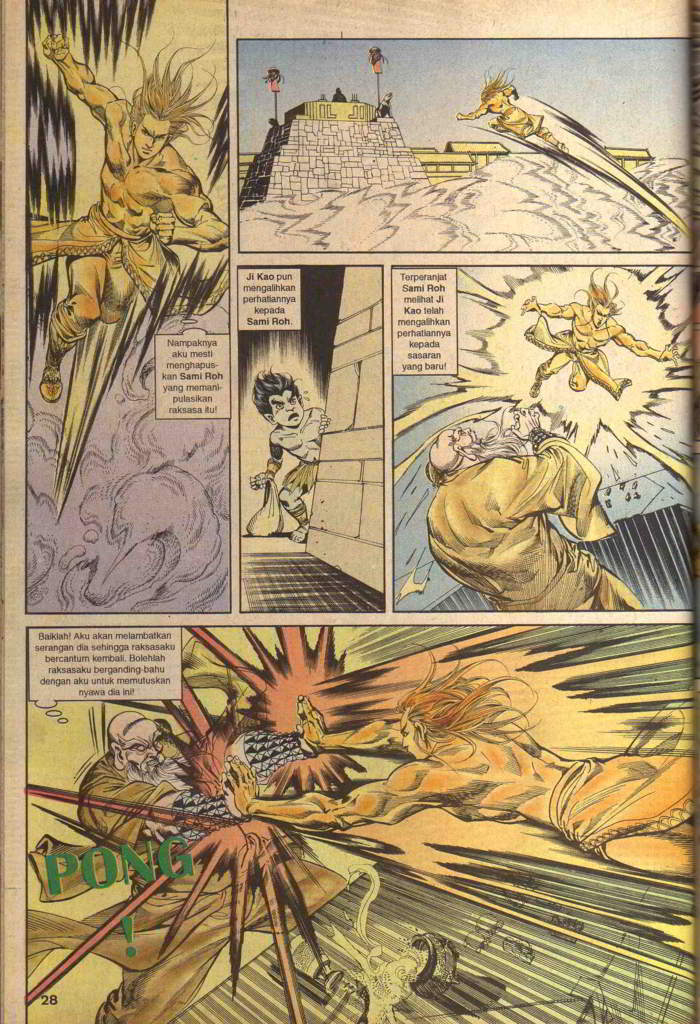 Nampaknya
aku mesti
menghapus-
kan Sami Roh
yang memani-
pulasikan
raksasa itu!
Ji Kao pun
mengalihkan
perhatiannya
kepada
Sami Roh.
Terperanjat
Sami Roh
melihat Ji
Kao telah
mengalihkan
perhatiannya
kepada
sasaran
yang baru!
Baiklah! Aku akan melambatkan
serangan dia sehingga raksasaku
bercantum kembali. Bolehlah
raksasaku berganding-bahu
dengan aku untuk memutuskan
nyawa dia ini!
PONG
!
28